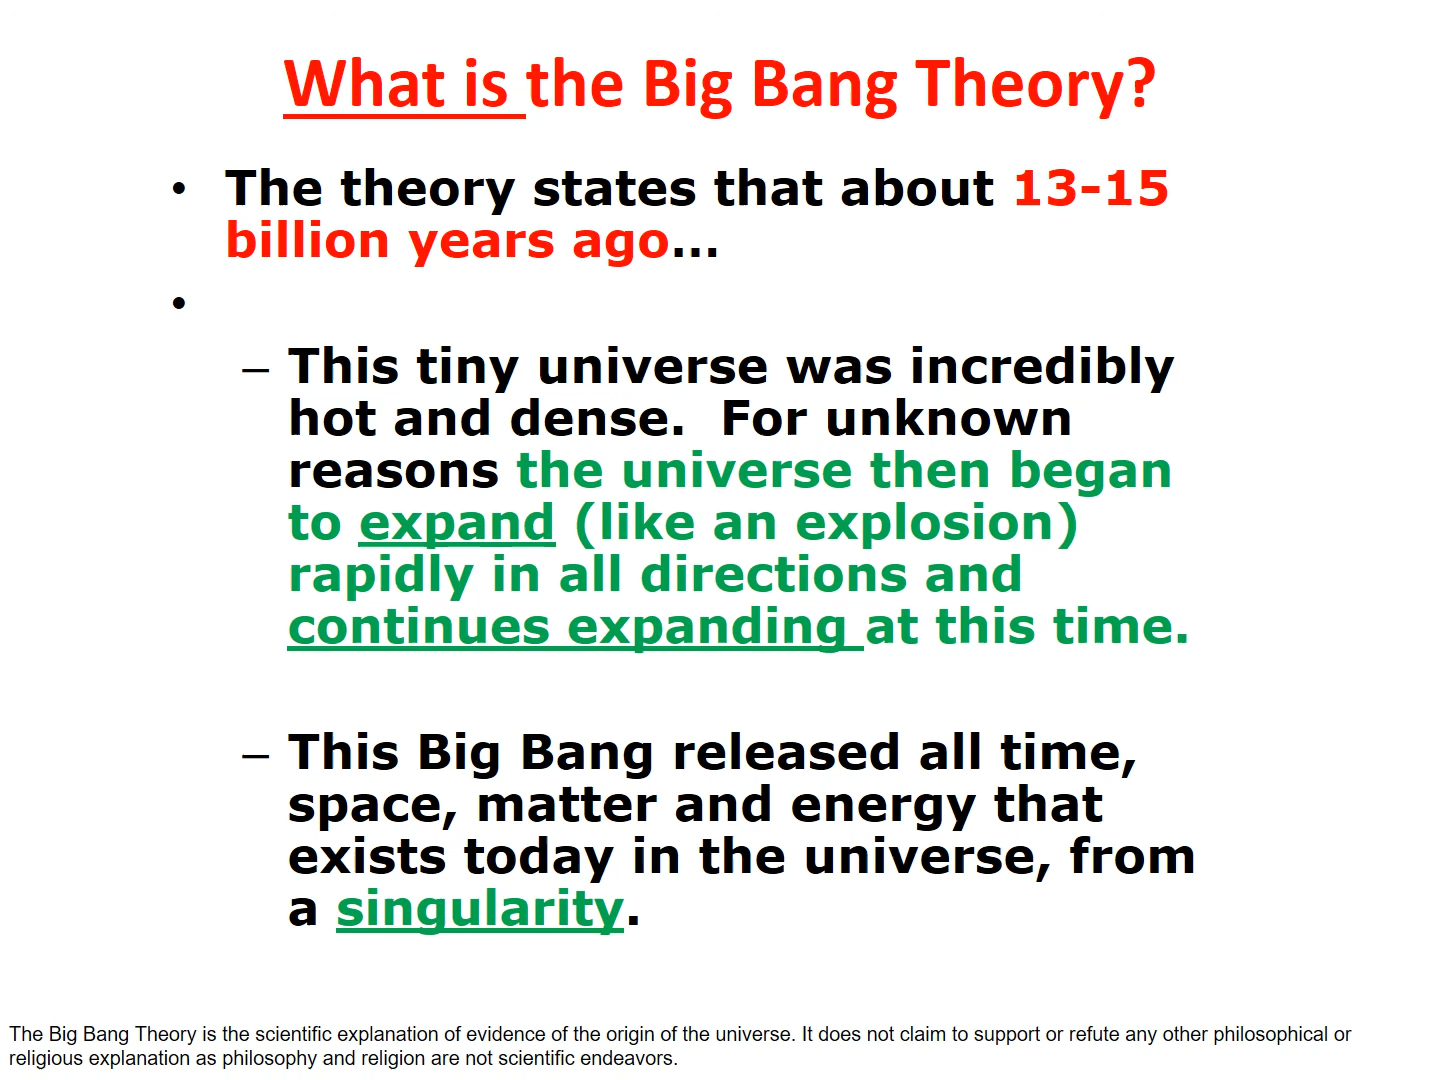 What is the Big Bang Theory?
• The theory states that about 13-15
billion years ago...
•
– This tiny universe was incredibly
hot and dense.  For unknown
reasons the universe then began
to expand (like an explosion)
rapidly in all directions and
continues expanding at this time.
– This Big Bang released all time,
space, matter and energy that
exists today in the universe, from
a singularity.
The Big Bang Theory is the scientific explanation of evidence of the origin of the universe. It does not claim to support or refute any other philosophical or
religious explanation as philosophy and religion are not scientific endeavors.